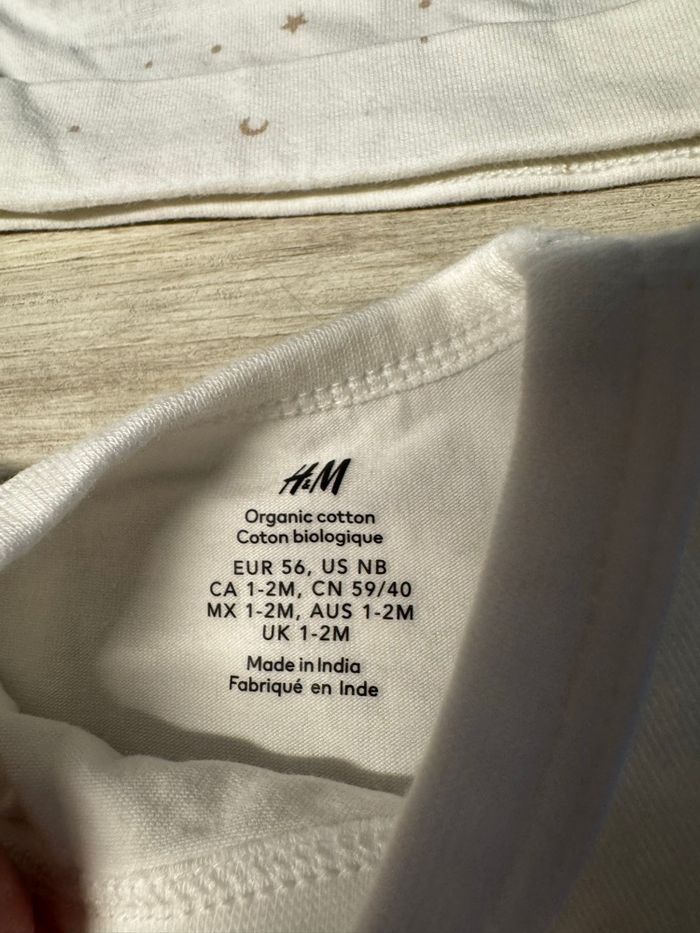 H&M
Organic cotton
Coton biologique
EUR 56, US NB
CA 1-2M, CN 59/40
MX 1-2M, AUS 1-2M
UK 1-2M
Made in India
Fabriqué en Inde